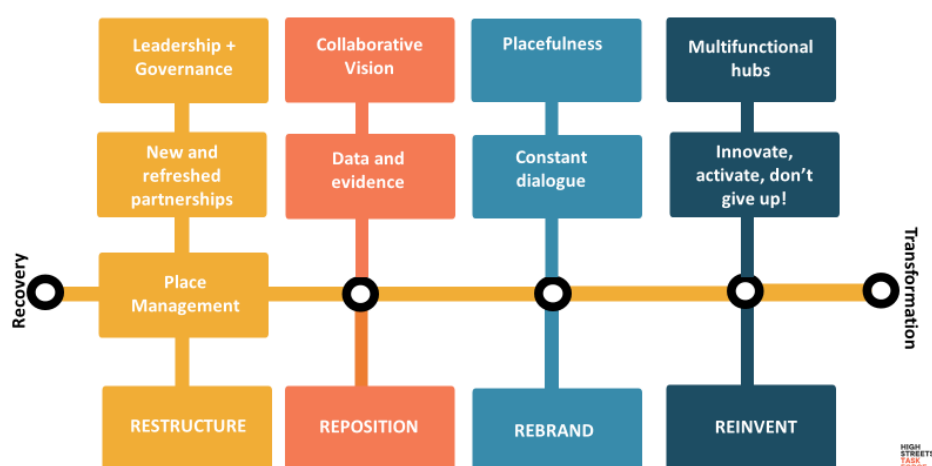 Leadership +
Governance
Collaborative
Vision
Placefulness
Multifunctional
hubs
New and
refreshed
partnerships
Data and
evidence
Constant
dialogue
Innovate,
activate, don't
give up!
Recovery
Place
Management
Transformation
RESTRUCTURE
REPOSITION
REBRAND
REINVENT
HIGH
STREETS
TASK